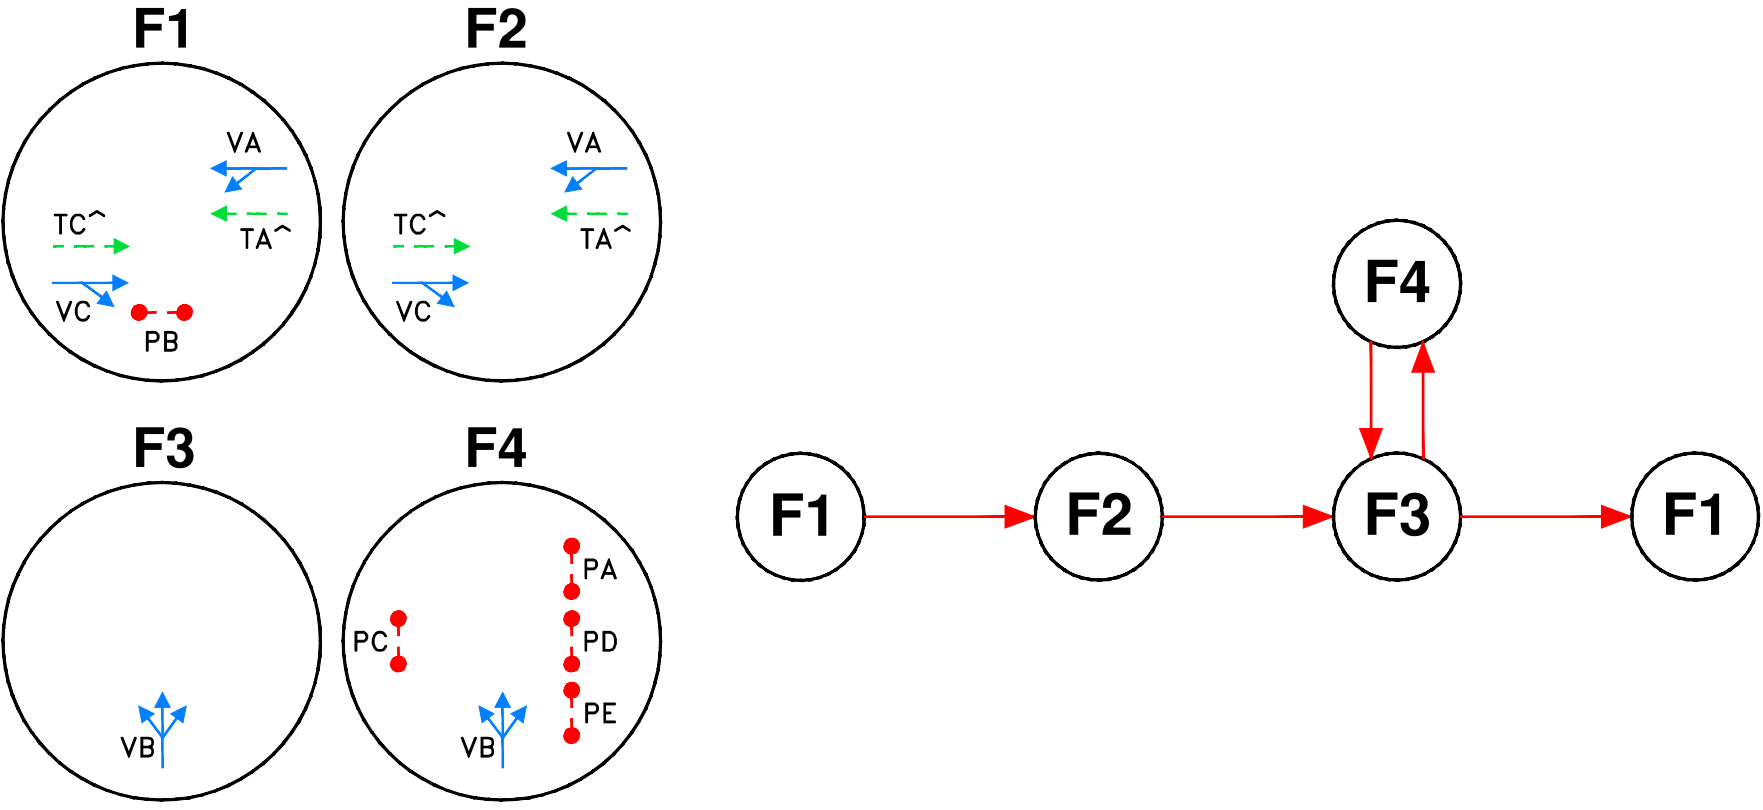 F1
VA
TC^
TA^
VC
PB
F2
VA
TC^
TA^
VC
F3
VB
F4
PA
PC
PD
PE
VB
F4
F1
F2
F3
F1